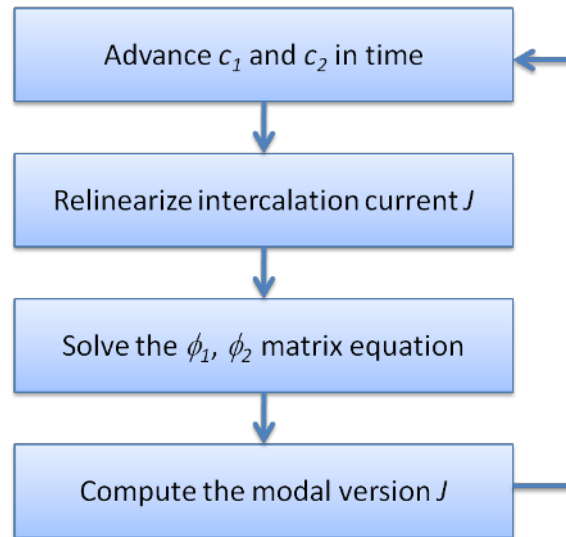 Advance c₁ and c₂ in time
Relinearize intercalation current J
Solve the ϕ₁, ϕ₂ matrix equation
Compute the modal version J